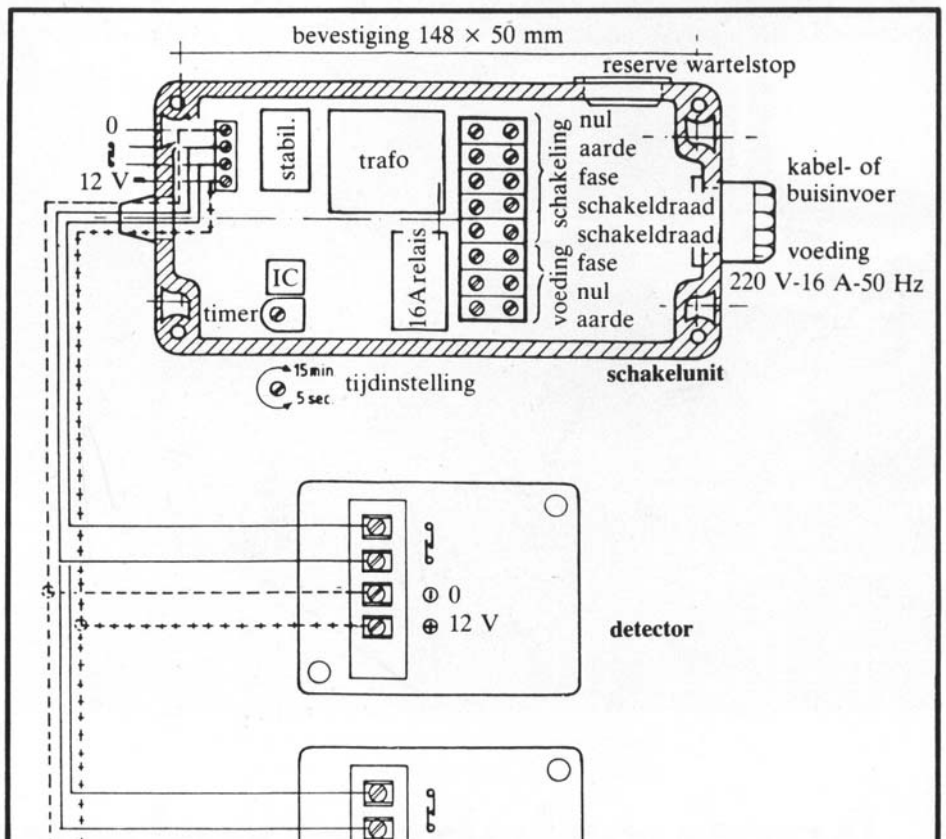 bevestiging 148 × 50 mm
reserve wartelstop
0
12 V
stabil.
trafo
schakeling
nul
aarde
fase
schakeldraad
schakeldraad
voeding
fase
nul
aarde
kabel- of
buisinvoer
voeding
220 V-16 A-50 Hz
IC
timer
16 A relais
15 min
5 sec.
tijdinstelling
schakelunit
0
12 V
detector